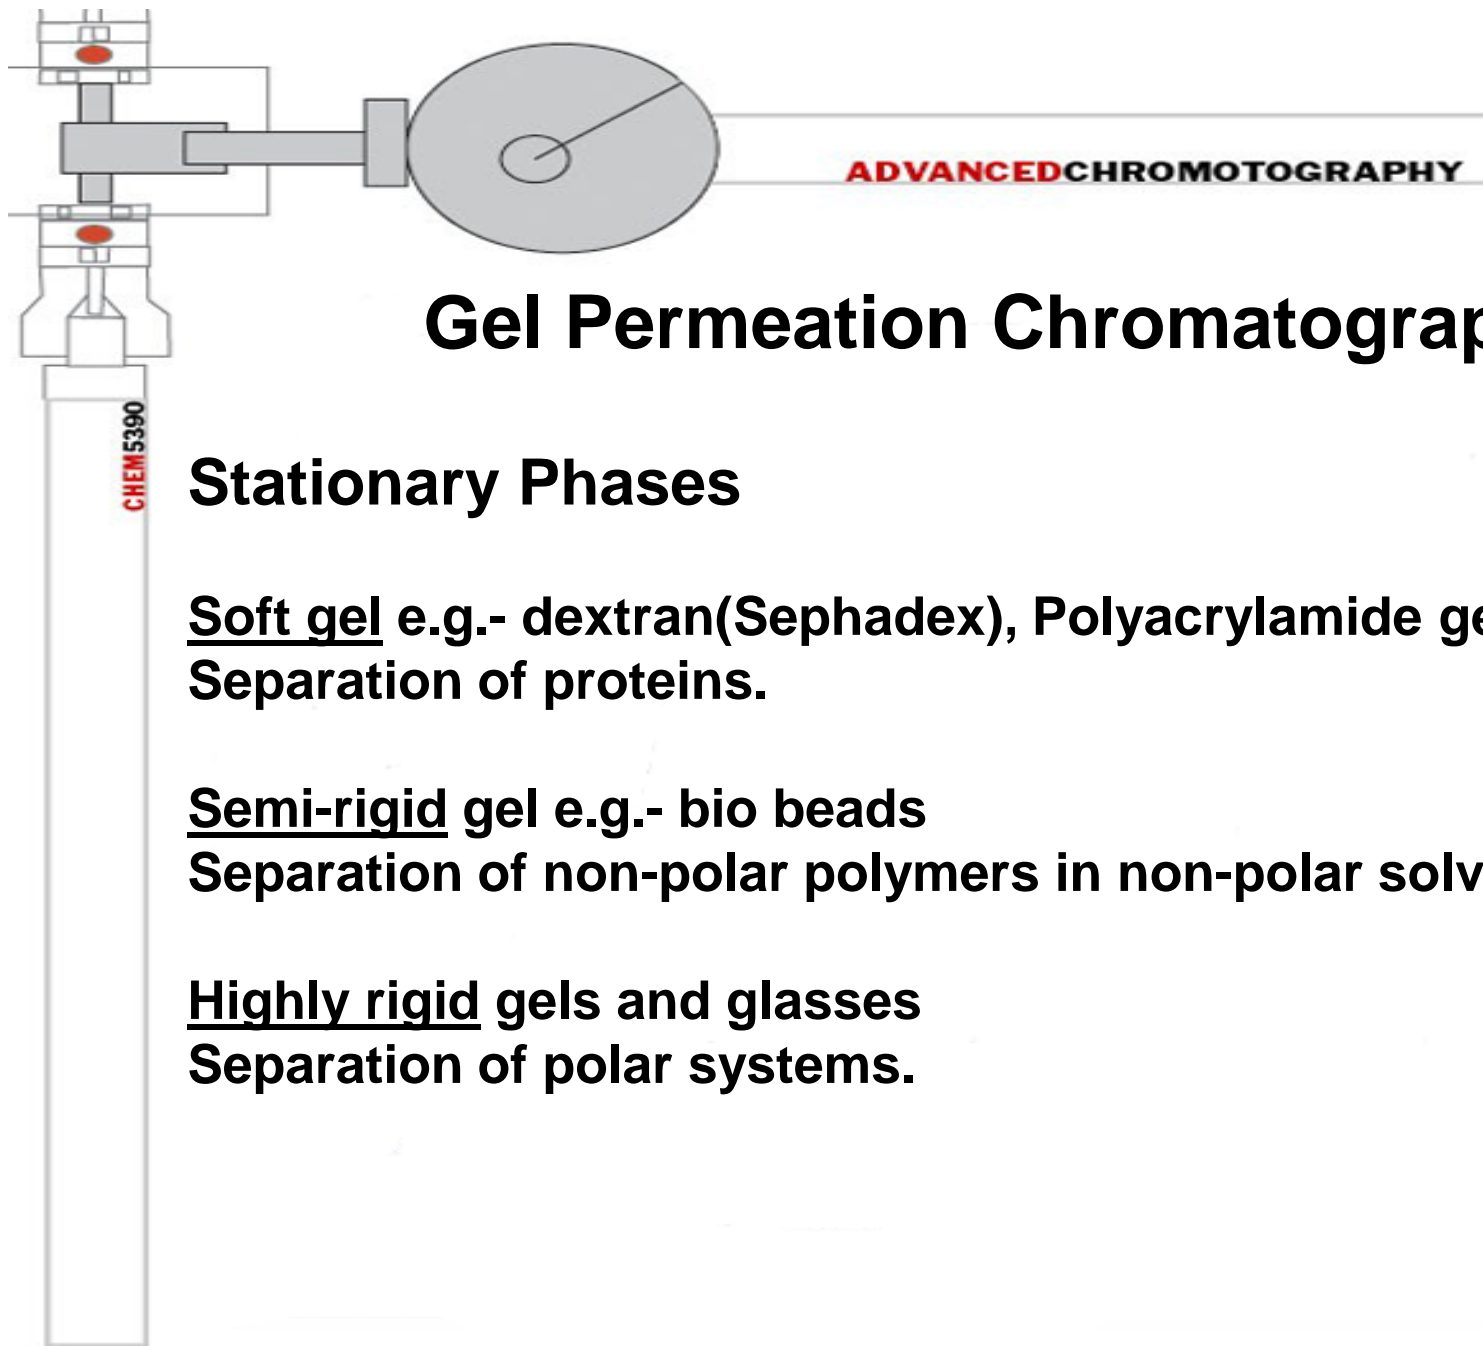 ADVANCEDCHROMOTOGRAPHY
Gel Permeation Chromatograp
CHEM5390
Stationary Phases
Soft gel e.g.- dextran(Sephadex), Polyacrylamide ge
Separation of proteins.
Semi-rigid gel e.g.- bio beads
Separation of non-polar polymers in non-polar solv
Highly rigid gels and glasses
Separation of polar systems.